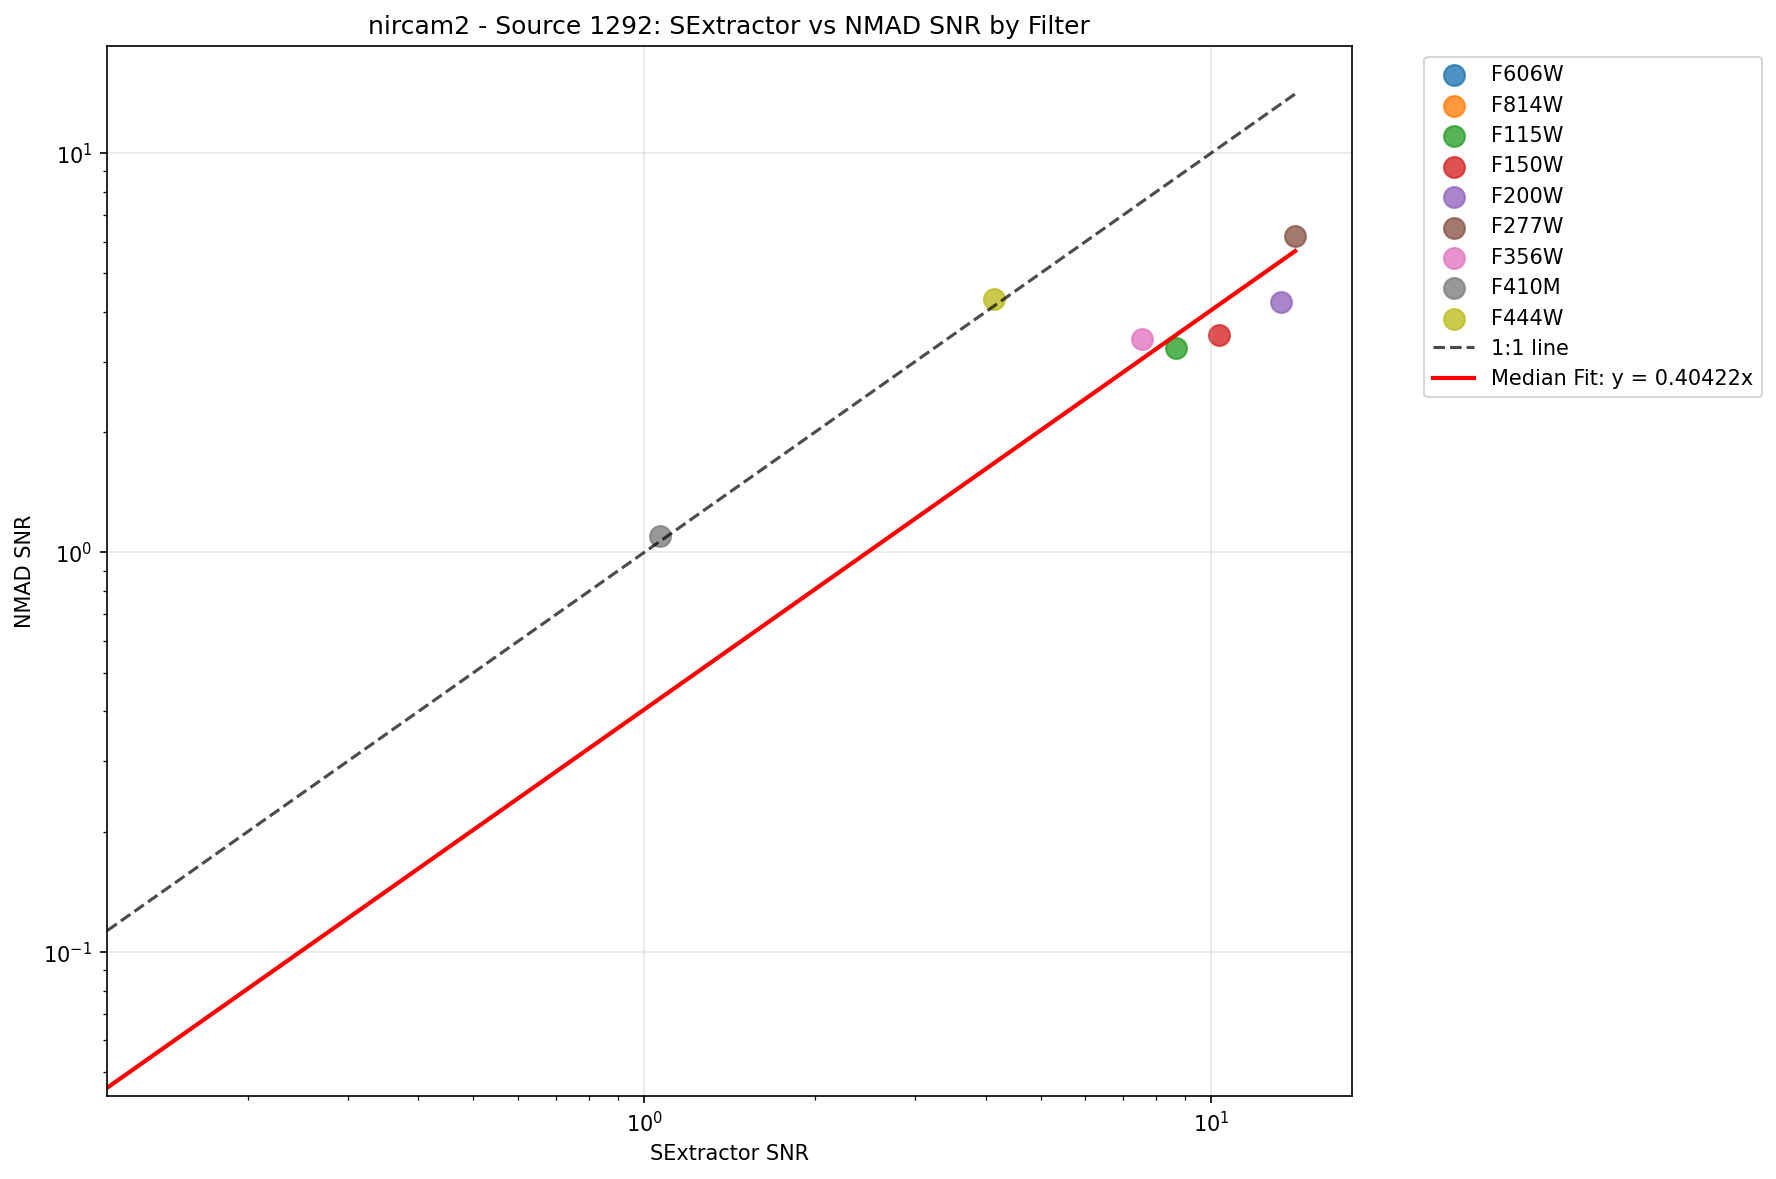 nircam2 - Source 1292: SExtractor vs NMAD SNR by Filter
F606W
F814W
F115W
F150W
F200W
F277W
F356W
F410M
F444W
1:1 line
Median Fit: y = 0.40422x
10¹
10⁰
10⁻¹
NMAD SNR
10⁰
10¹
SExtractor SNR